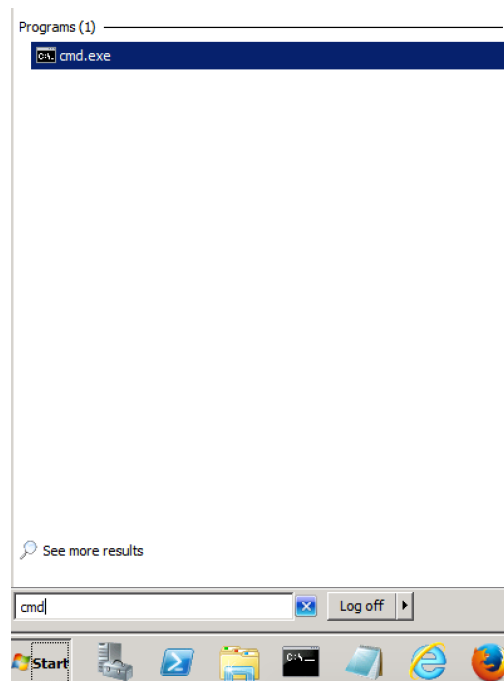 Programs (1)
C:\.
cmd.exe
See more results
cmd
Log off
Start
C:\_